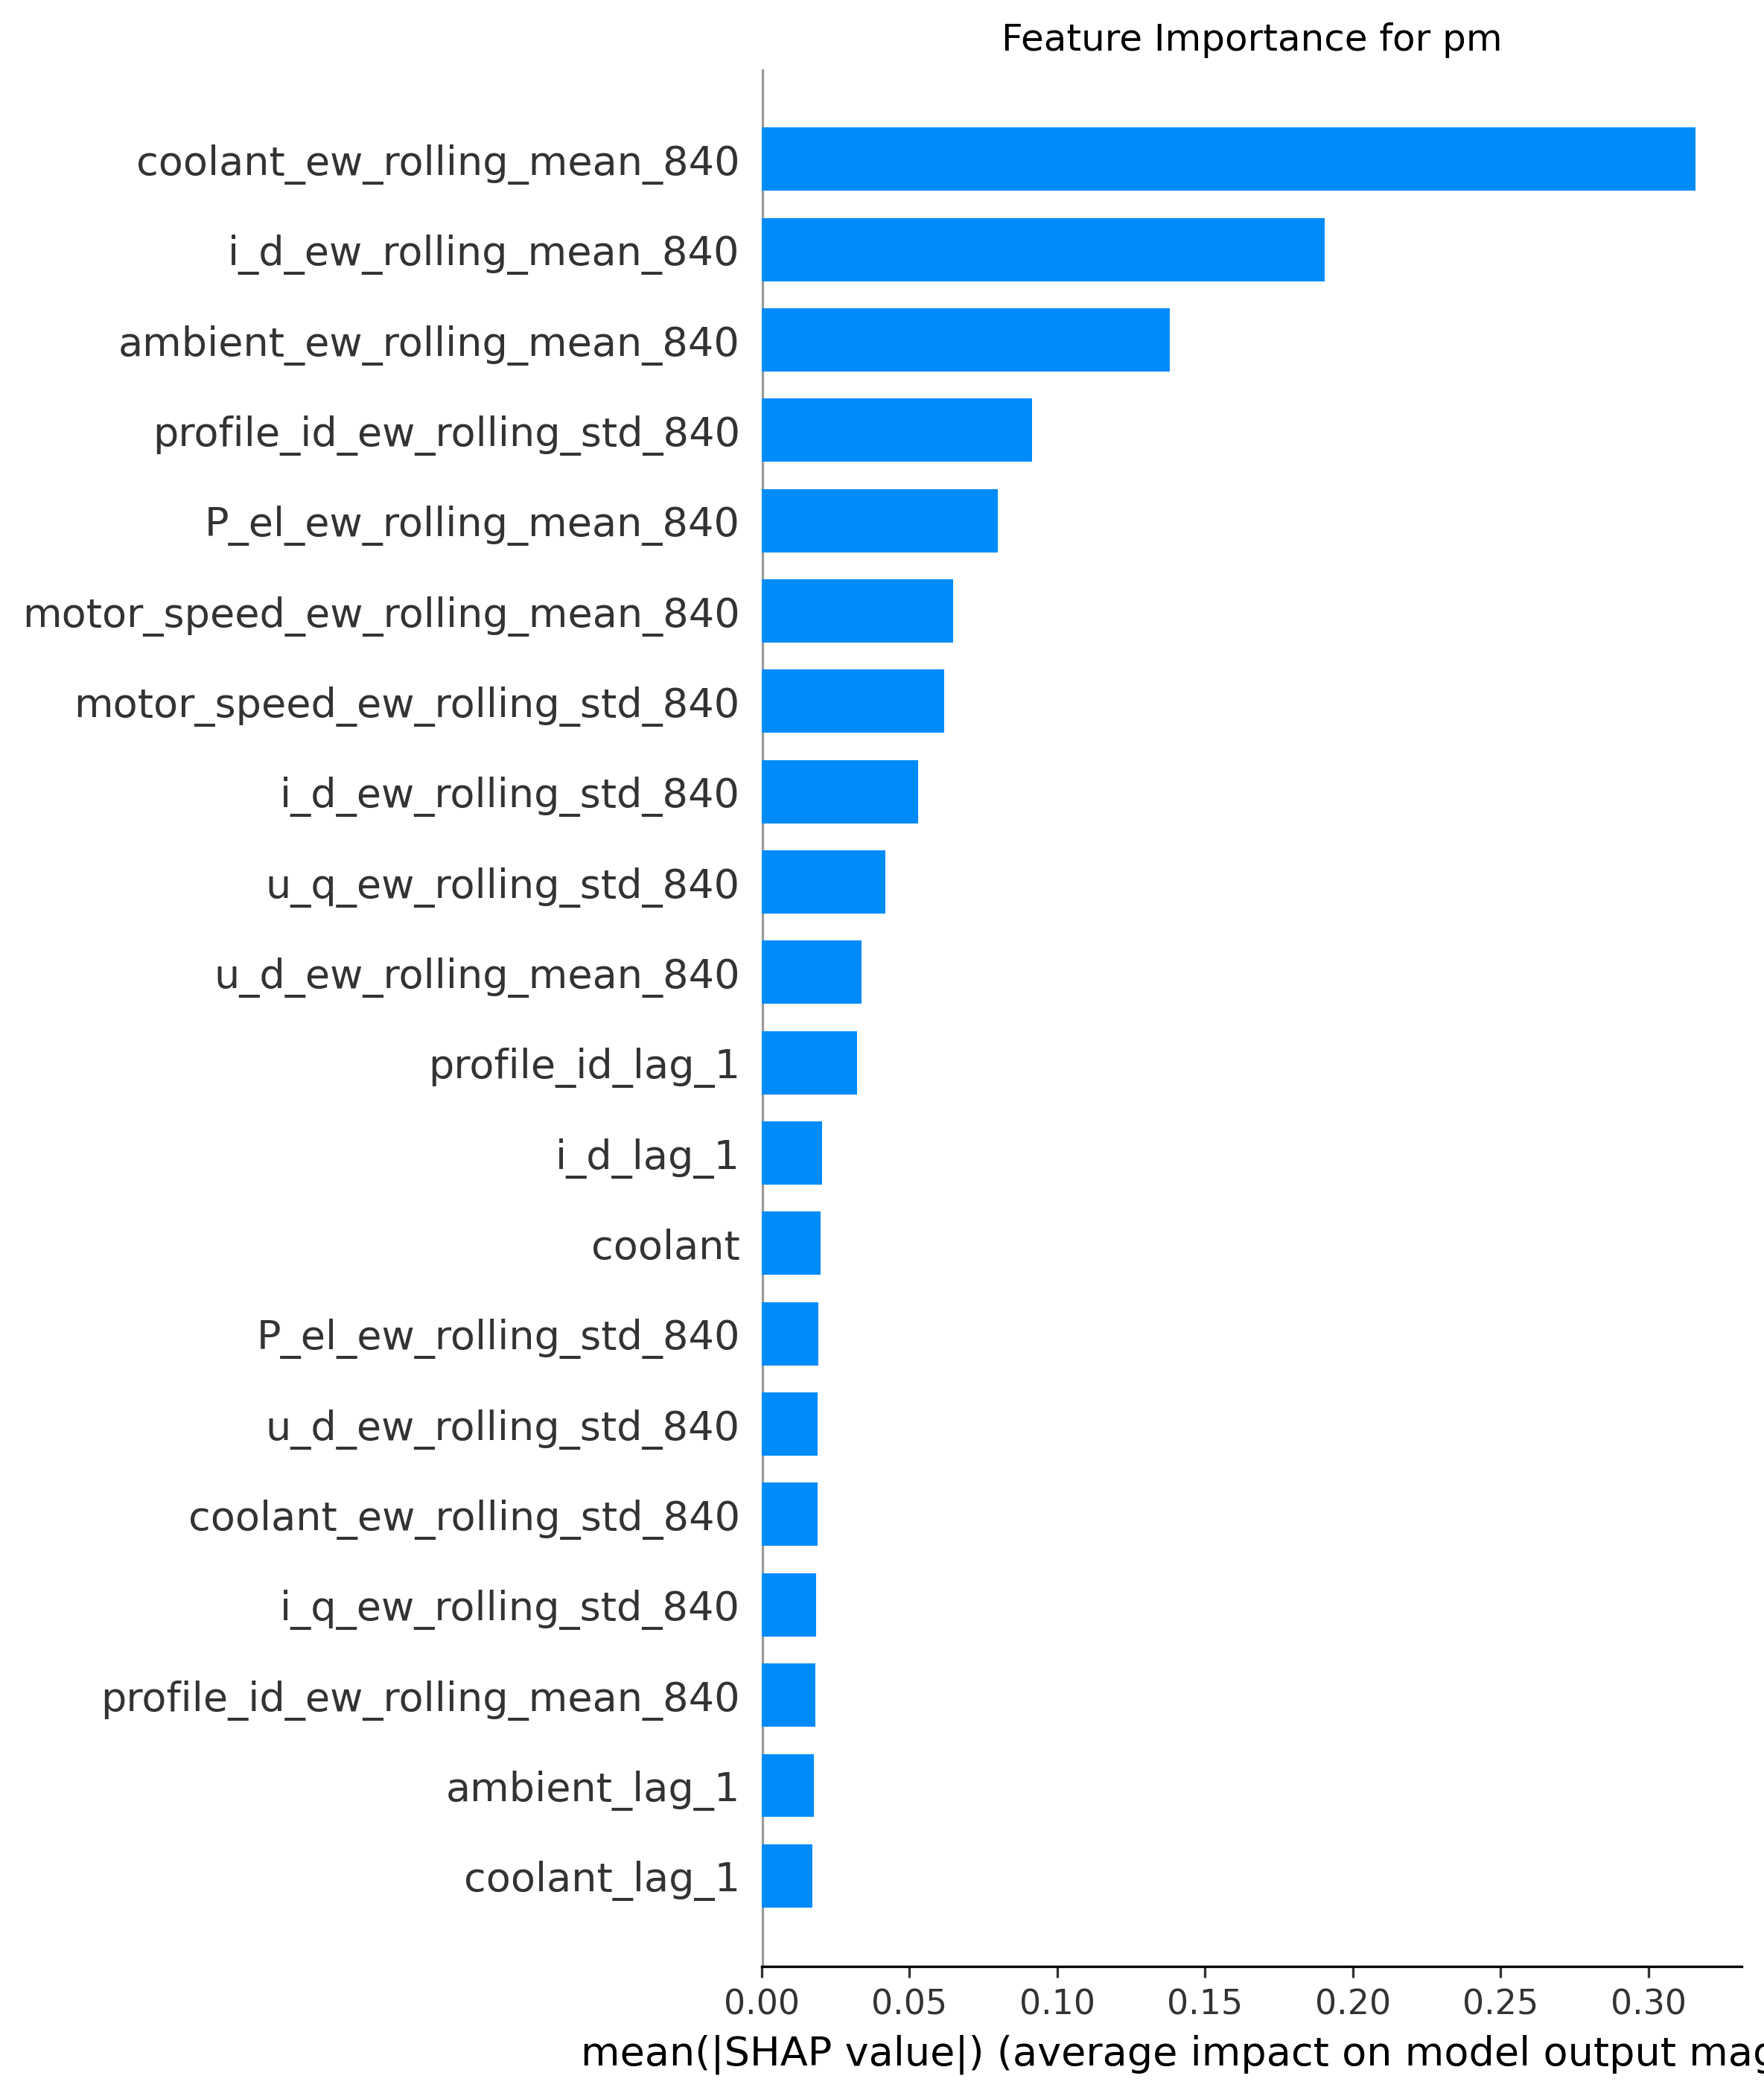 Feature Importance for pm
coolant_ew_rolling_mean_840
i_d_ew_rolling_mean_840
ambient_ew_rolling_mean_840
profile_id_ew_rolling_std_840
P_el_ew_rolling_mean_840
motor_speed_ew_rolling_mean_840
motor_speed_ew_rolling_std_840
i_d_ew_rolling_std_840
u_q_ew_rolling_std_840
u_d_ew_rolling_mean_840
profile_id_lag_1
i_d_lag_1
coolant
P_el_ew_rolling_std_840
u_d_ew_rolling_std_840
coolant_ew_rolling_std_840
i_q_ew_rolling_std_840
profile_id_ew_rolling_mean_840
ambient_lag_1
coolant_lag_1
0.00 0.05 0.10 0.15 0.20 0.25 0.30
mean(|SHAP value|) (average impact on model output mag